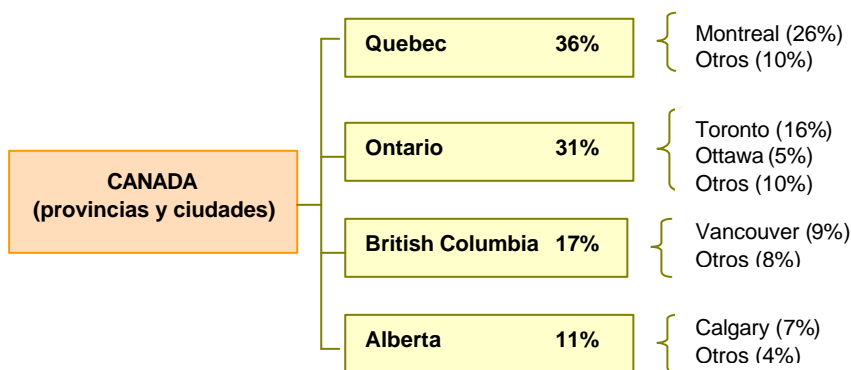 Quebec 36%
Montreal (26%)
Otros (10%)
Ontario 31%
Toronto (16%)
Ottawa (5%)
Otros (10%)
CANADA
(provincias y ciudades)
British Columbia 17%
Vancouver (9%)
Otros (8%)
Alberta 11%
Calgary (7%)
Otros (4%)